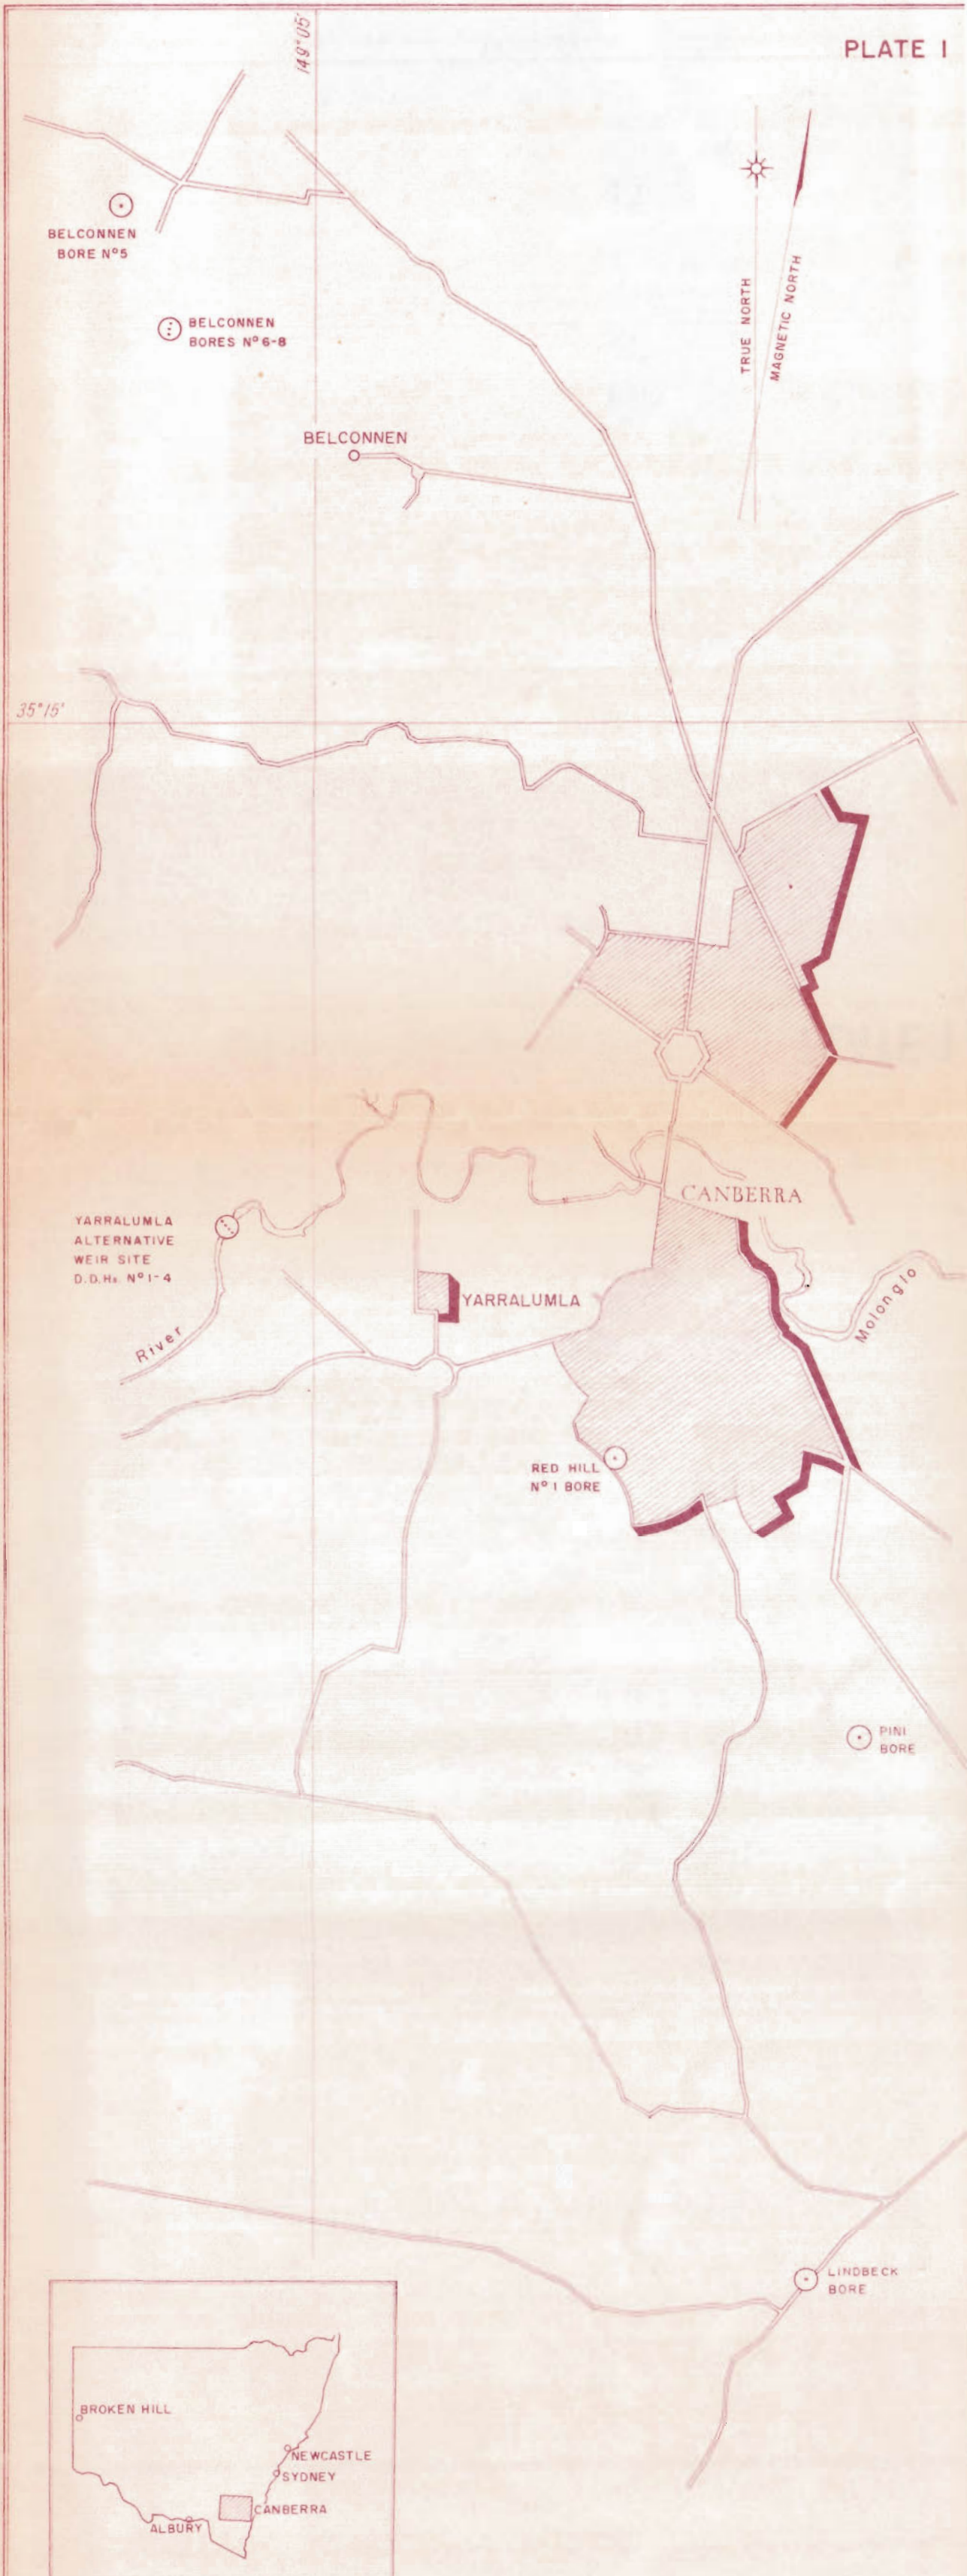 PLATE 1
149°05'
BELCONNEN
BORE Nº5
BELCONNEN
BORES Nº 6-8
TRUE NORTH
MAGNETIC NORTH
BELCONNEN
35°15'
CANBERRA
YARRALUMLA
ALTERNATIVE
WEIR SITE
D.D.Hs. Nº 1-4
YARRALUMLA
River
Molonglo
RED HILL
Nº 1 BORE
PINI
BORE
LINDBECK
BORE
BROKEN HILL
NEWCASTLE
SYDNEY
CANBERRA
ALBURY